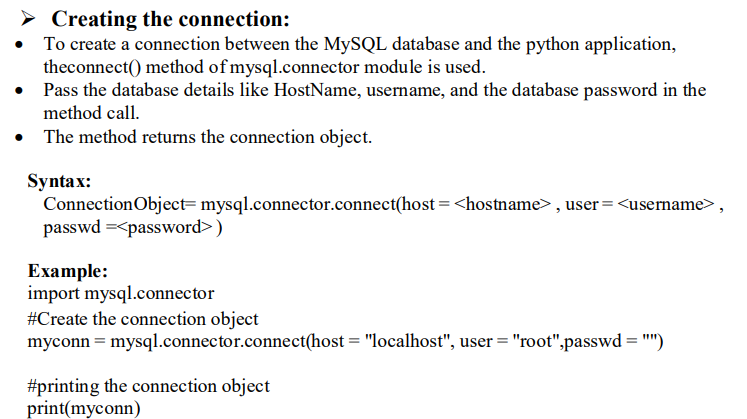 ➢ Creating the connection:
• To create a connection between the MySQL database and the python application,
theconnect() method of mysql.connector module is used.
• Pass the database details like HostName, username, and the database password in the
method call.
• The method returns the connection object.
Syntax:
ConnectionObject= mysql.connector.connect(host = <hostname> , user = <username> ,
passwd =<password> )
Example:
import mysql.connector
#Create the connection object
myconn = mysql.connector.connect(host = "localhost", user = "root",passwd = "")
#printing the connection object
print(myconn)